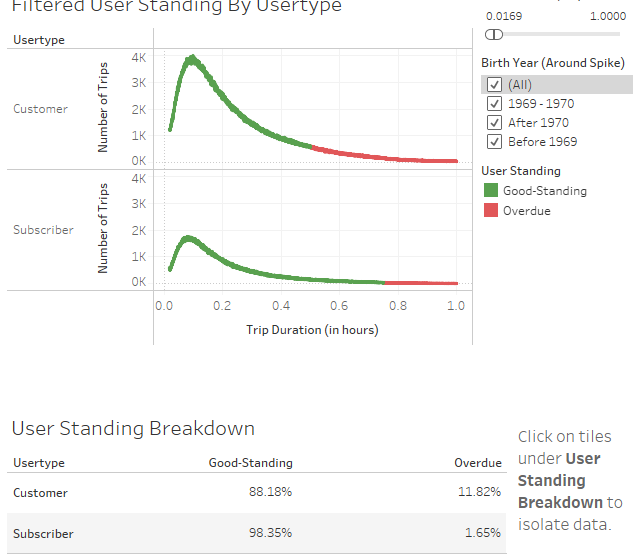 Filtered User Standing By Usertype
0.0169 1.0000
Usertype
Birth Year (Around Spike)
(All)
1969 - 1970
After 1970
Before 1969
User Standing
Good-Standing
Overdue
Customer
Number of Trips
4K
3K
2K
1K
0K
Subscriber
Number of Trips
4K
3K
2K
1K
0K
0.0 0.2 0.4 0.6 0.8 1.0
Trip Duration (in hours)
User Standing Breakdown
Usertype Good-Standing Overdue
Customer 88.18% 11.82%
Subscriber 98.35% 1.65%
Click on tiles
under User
Standing
Breakdown to
isolate data.